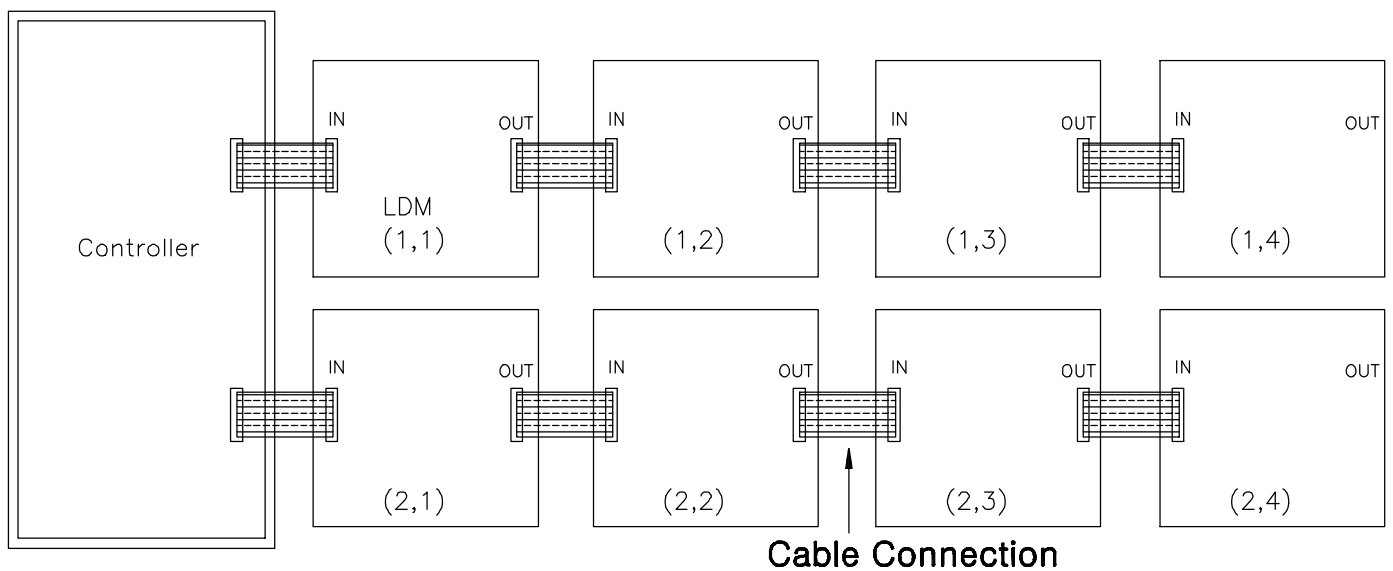 IN OUT IN OUT IN OUT IN OUT
LDM
Controller (1,1) (1,2) (1,3) (1,4)
IN OUT IN OUT IN OUT IN OUT
(2,1) (2,2) (2,3) (2,4)
Cable Connection